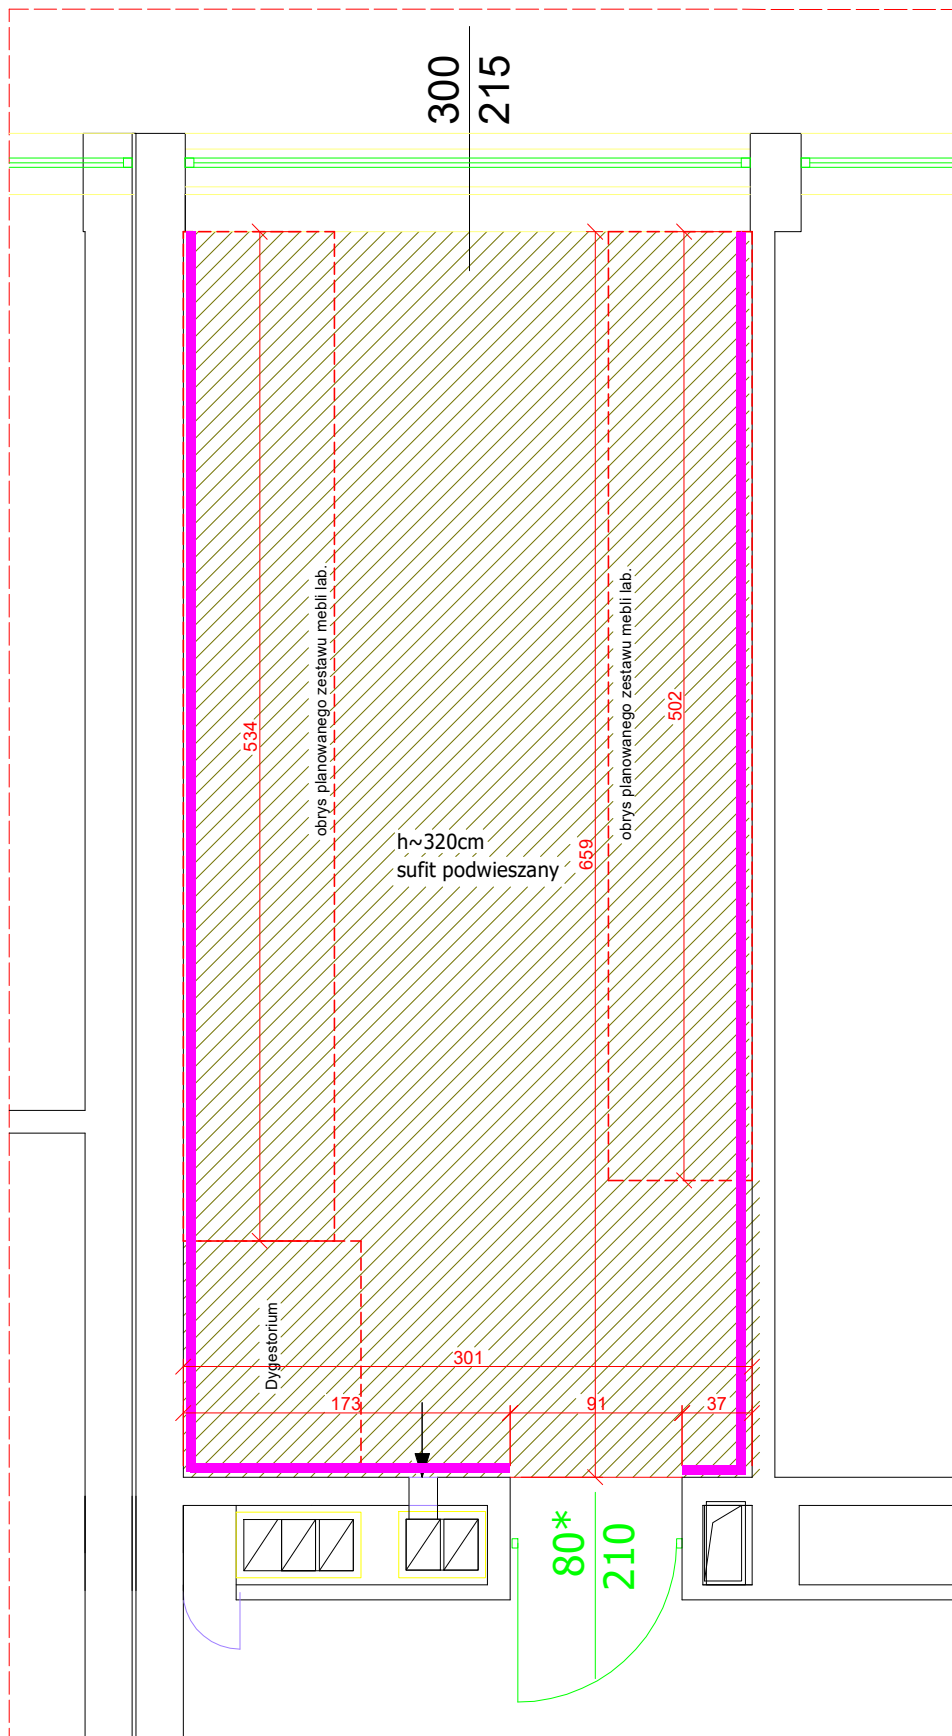 300
215
obrys planowanego zestawu mebli lab.
534
obrys planowanego zestawu mebli lab.
502
h~320cm
sufit podwieszany
659
Dygestorium
301
173
91
37
80*
210